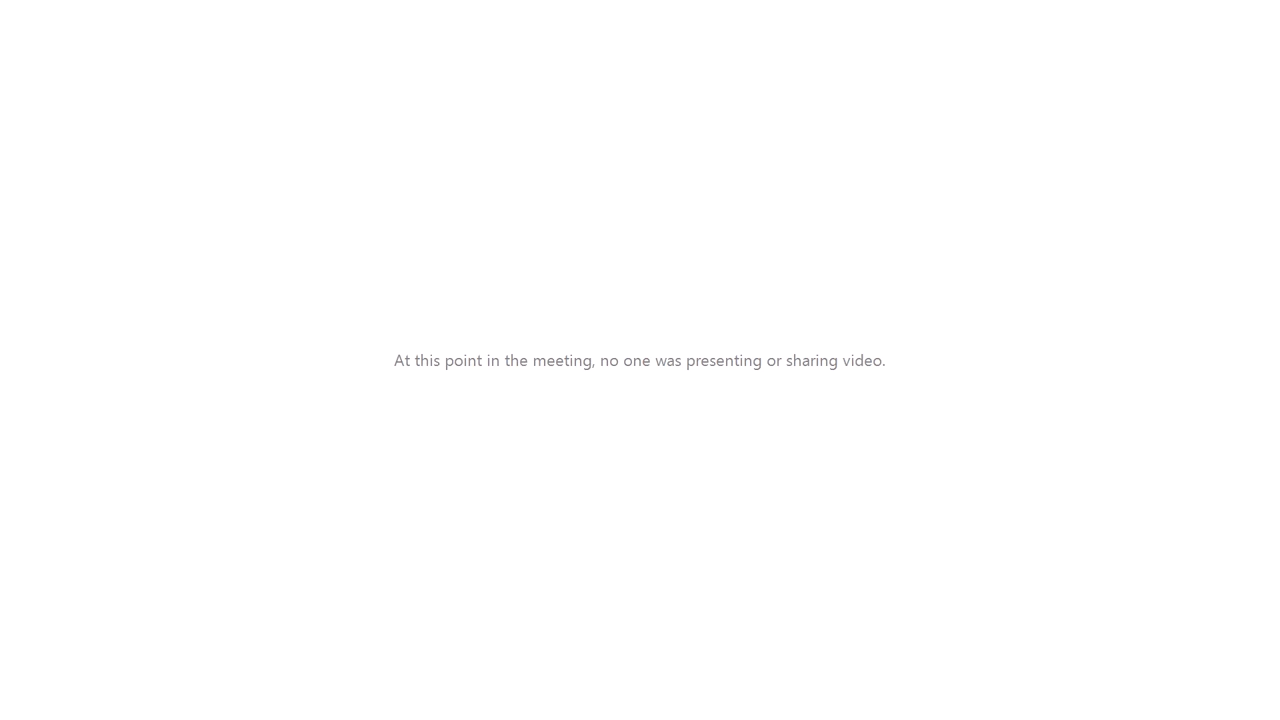 At this point in the meeting, no one was presenting or sharing video.